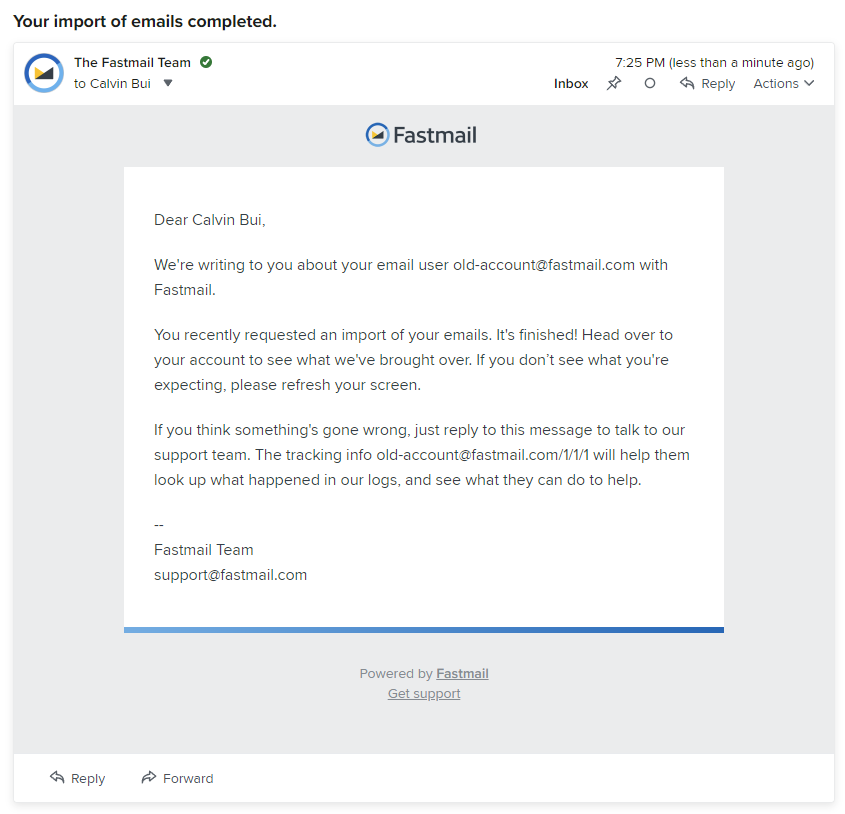 Your import of emails completed.
The Fastmail Team
7:25 PM (less than a minute ago)
to Calvin Bui
Inbox
Reply
Actions
Fastmail
Dear Calvin Bui,
We're writing to you about your email user old-account@fastmail.com with
Fastmail.
You recently requested an import of your emails. It's finished! Head over to
your account to see what we've brought over. If you don’t see what you're
expecting, please refresh your screen.
If you think something's gone wrong, just reply to this message to talk to our
support team. The tracking info old-account@fastmail.com/1/1/1 will help them
look up what happened in our logs, and see what they can do to help.
--
Fastmail Team
support@fastmail.com
Powered by Fastmail
Get support
Reply
Forward